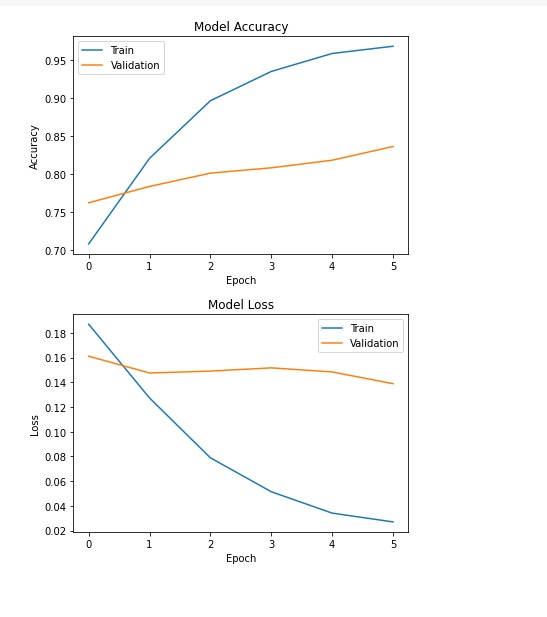 Model Accuracy
Train
Validation
0.95
0.90
0.85
0.80
0.75
0.70
Accuracy
0 1 2 3 4 5
Epoch
Model Loss
Train
Validation
0.18
0.16
0.14
0.12
0.10
0.08
0.06
0.04
0.02
Loss
0 1 2 3 4 5
Epoch